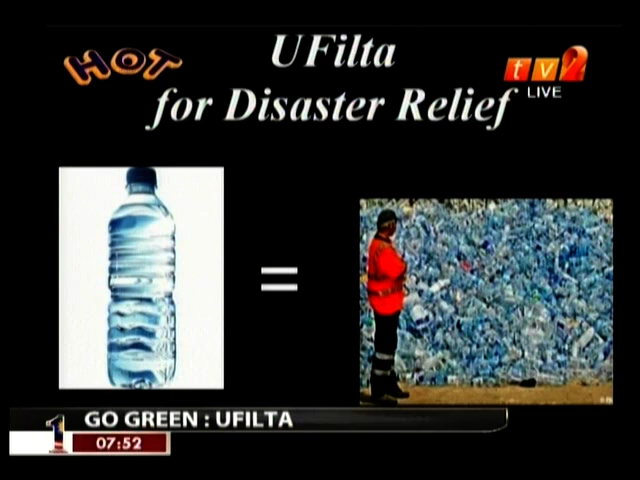 HOT
UFilta
for Disaster Relief
tv2
LIVE
=
GO GREEN : UFILTA
1
07:52